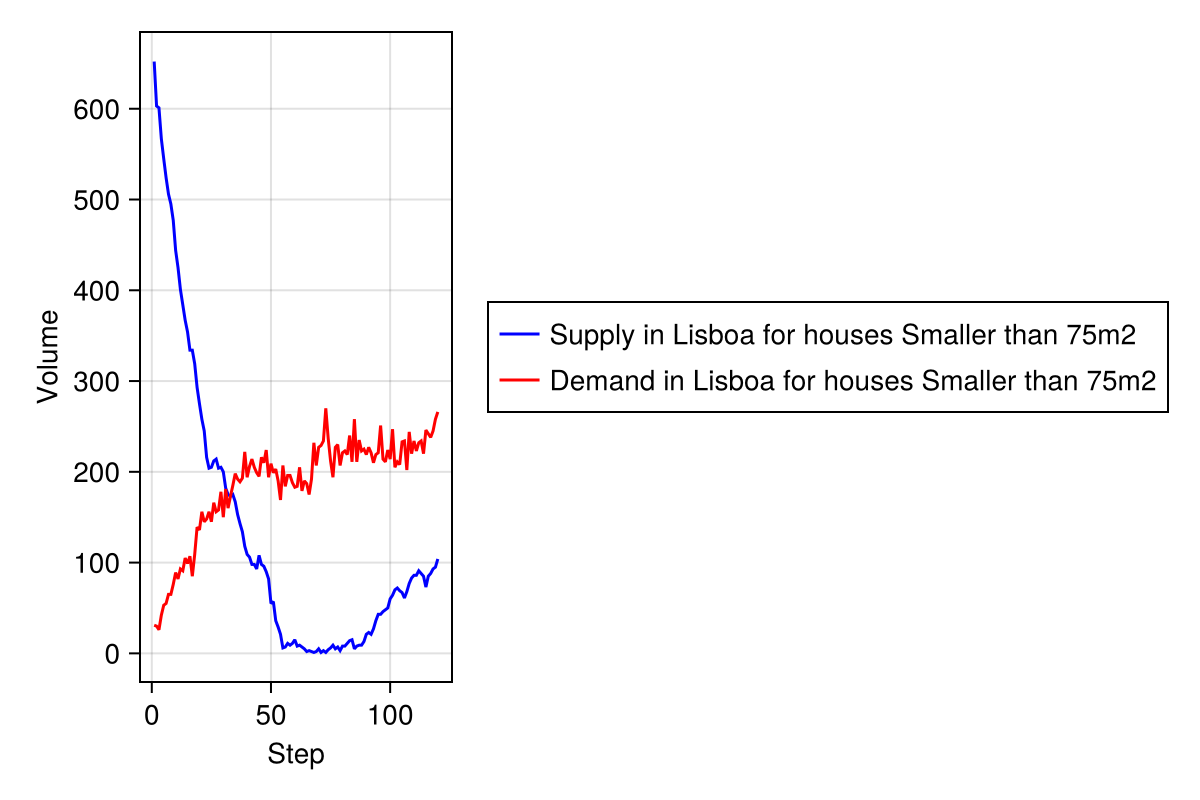 Volume
600
500
400
300
200
100
0
0 50 100
Step
Supply in Lisboa for houses Smaller than 75m2
Demand in Lisboa for houses Smaller than 75m2